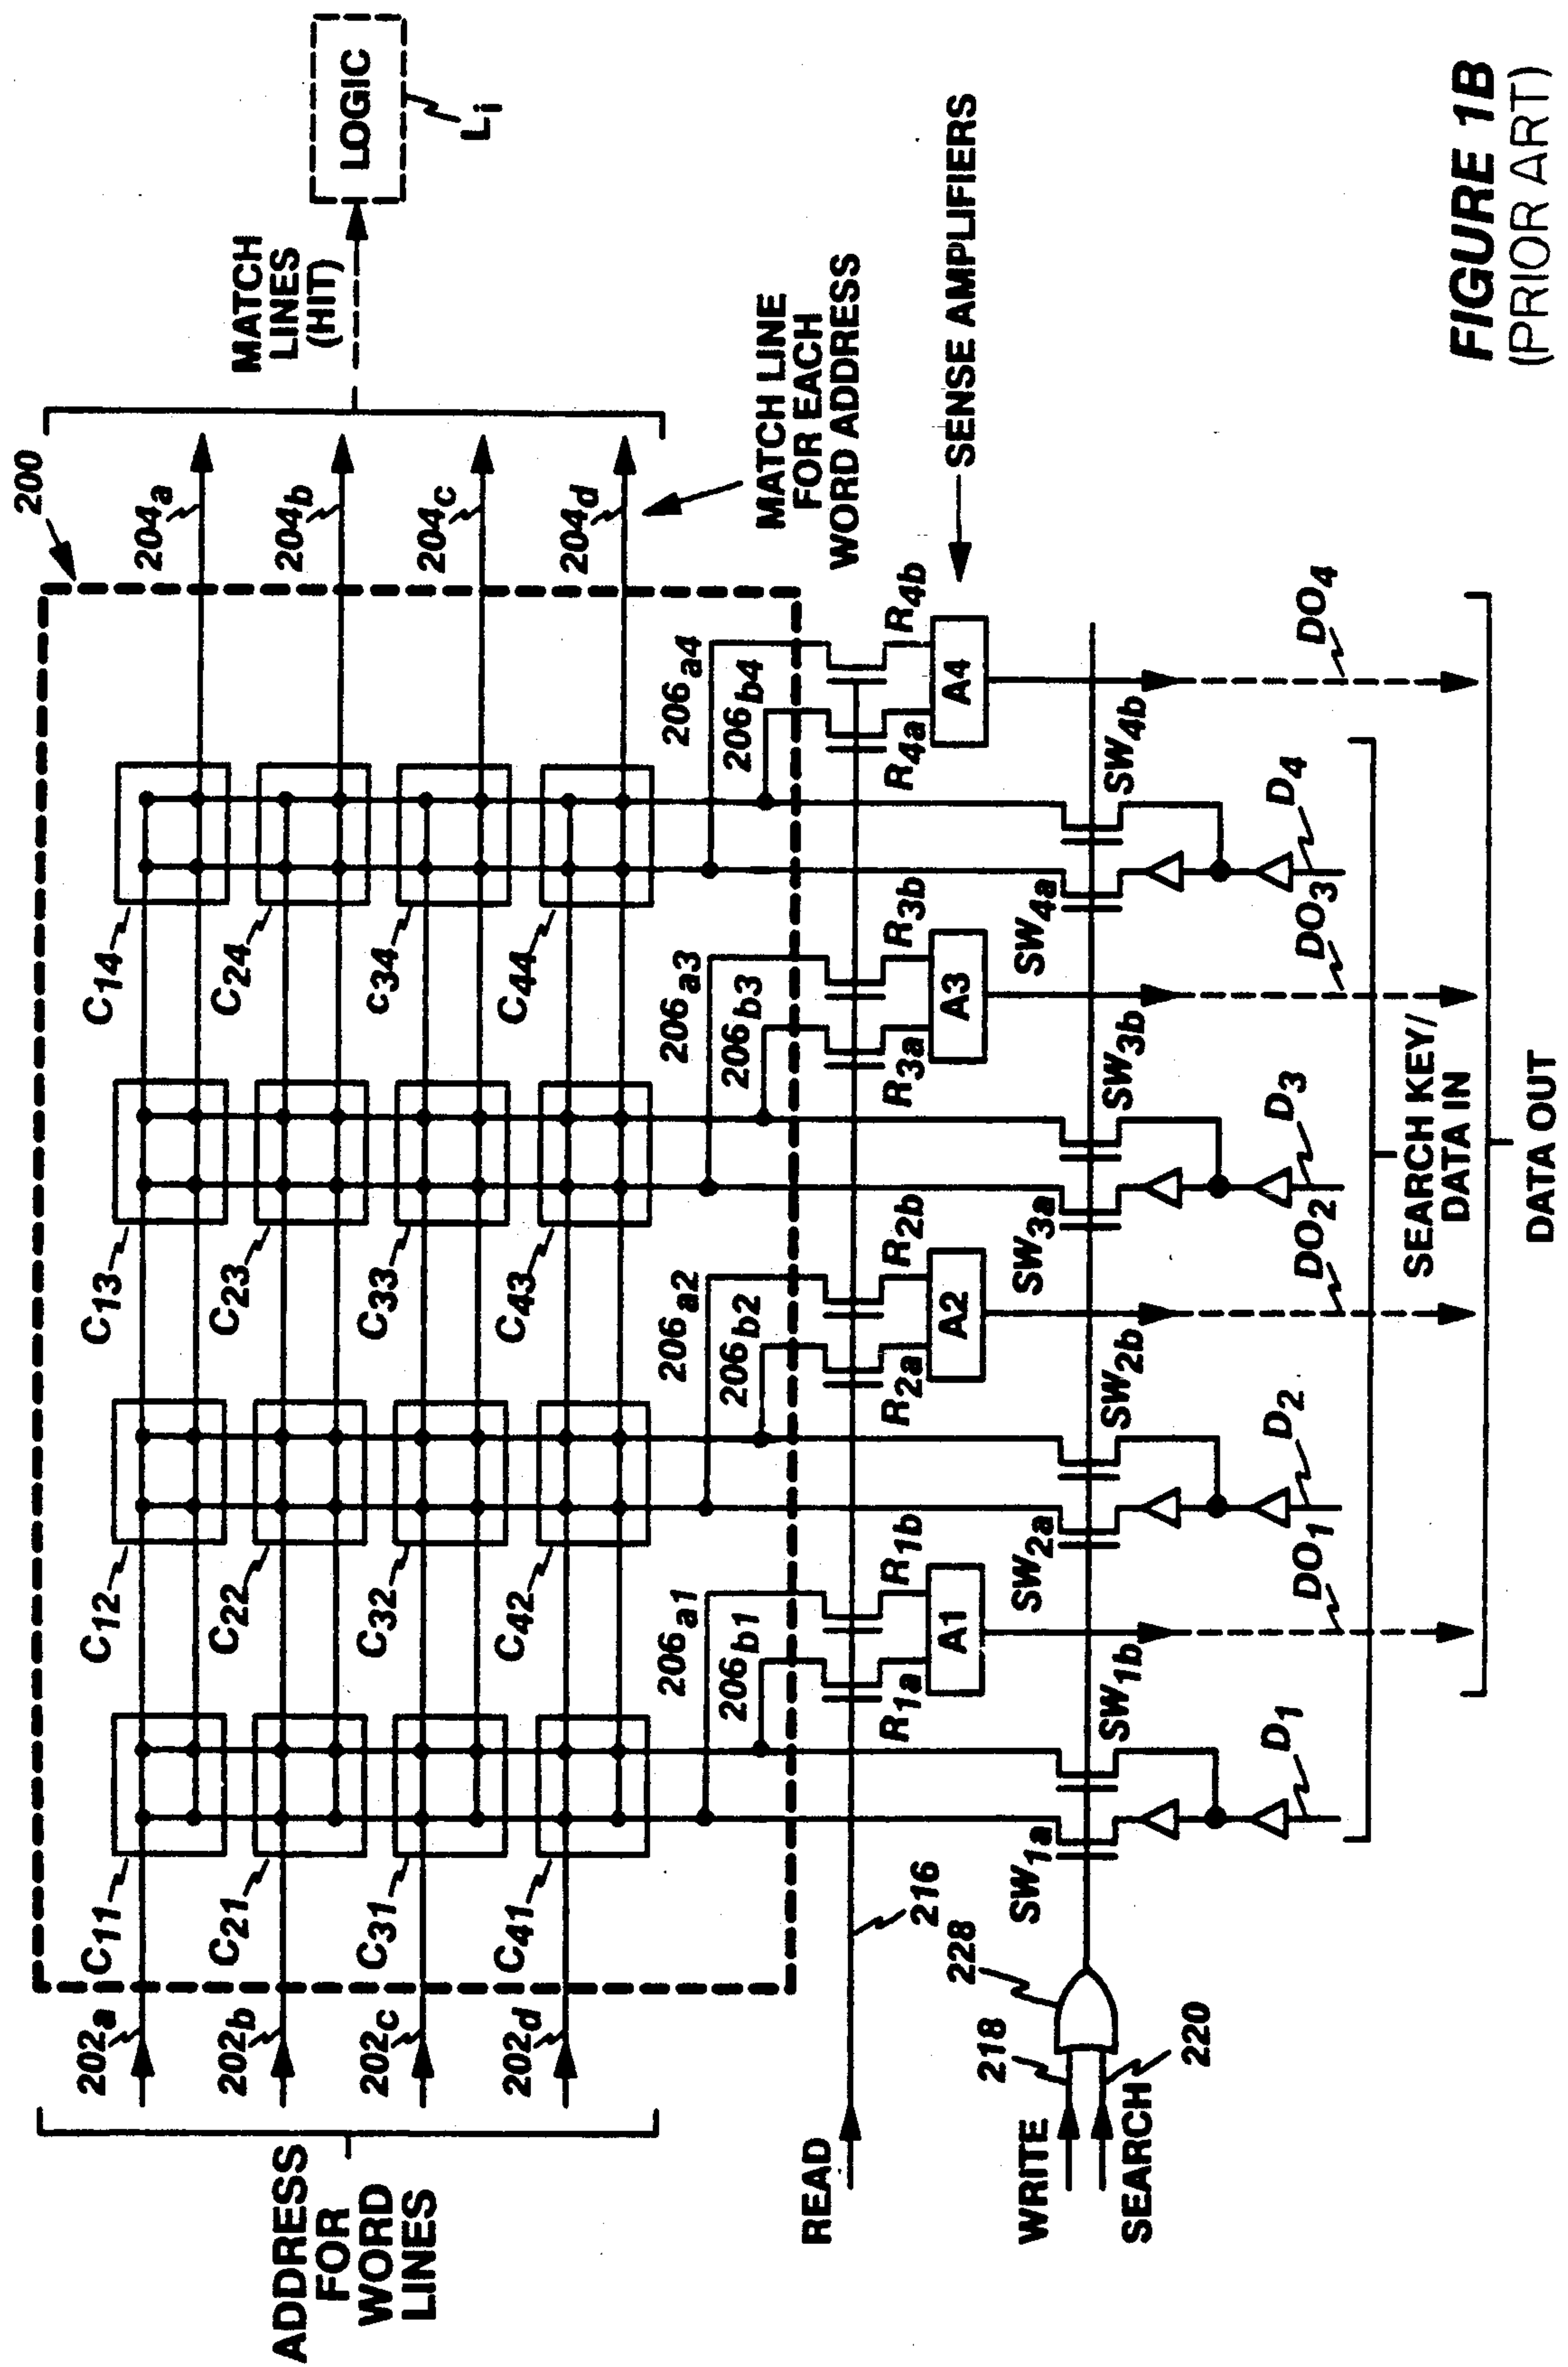 200
MATCH
LINES
(HIT)
LOGIC
Li
204a
204b
204c
204d
MATCH LINE
FOR EACH
WORD ADDRESS
ADDRESS
FOR
WORD
LINES
202a
202b
202c
202d
C11
C12
C13
C14
C21
C22
C23
C24
C31
C32
C33
c34
C41
C42
C43
C44
206a1
206b1
206a2
206b2
206a3
206b3
206a4
206b4
READ
216
R1a
R1b
R2a
R2b
R3a
R3b
R4a
R4b
A1
A2
A3
A4
SENSE AMPLIFIERS
WRITE
SEARCH
218
220
228
SW1a
SW1b
SW2a
SW2b
SW3a
SW3b
SW4a
SW4b
D1
DO1
D2
DO2
D3
DO3
D4
DO4
SEARCH KEY/
DATA IN
DATA OUT
FIGURE 1B
(PRIOR ART)